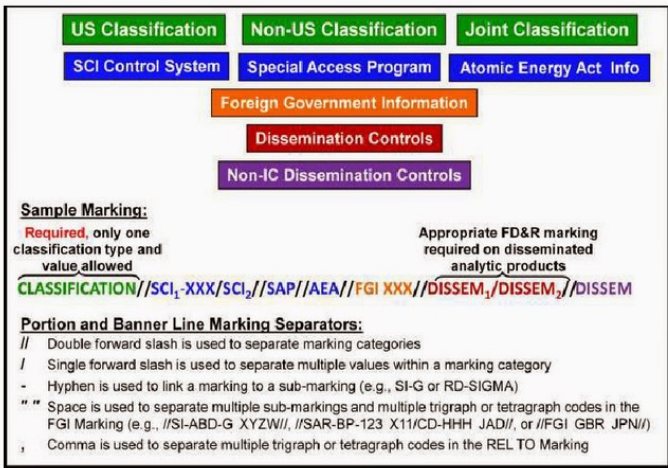 US Classification Non-US Classification Joint Classification
SCI Control System Special Access Program Atomic Energy Act Info
Foreign Government Information
Dissemination Controls
Non-IC Dissemination Controls
Sample Marking:
Required, only one classification type and value allowed
Appropriate FD&R marking required on disseminated analytic products
CLASSIFICATION//SCI₁-XXX/SCI₂//SAP//AEA//FGI XXX//DISSEM₁/DISSEM₂//DISSEM
Portion and Banner Line Marking Separators:
// Double forward slash is used to separate marking categories
/ Single forward slash is used to separate multiple values within a marking category
- Hyphen is used to link a marking to a sub-marking (e.g., SI-G or RD-SIGMA)
" " Space is used to separate multiple sub-markings and multiple trigraph or tetragraph codes in the
FGI Marking (e.g., //SI-ABD-G XYZW//, //SAR-BP-123 X11/CD-HHH JAD//, or //FGI GBR JPN//)
, Comma is used to separate multiple trigraph or tetragraph codes in the REL TO Marking